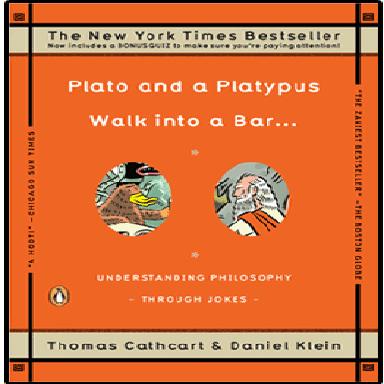 The New York Times Bestseller
Now includes a BONUSQUIZ to make sure you're paying attention!
Plato and a Platypus
Walk into a Bar...
"A HOOT!" —CHICAGO SUN TIMES
"THE ZANIEST BESTSELLER" —THE BOSTON GLOBE
UNDERSTANDING PHILOSOPHY
– THROUGH JOKES –
Thomas Cathcart & Daniel Klein